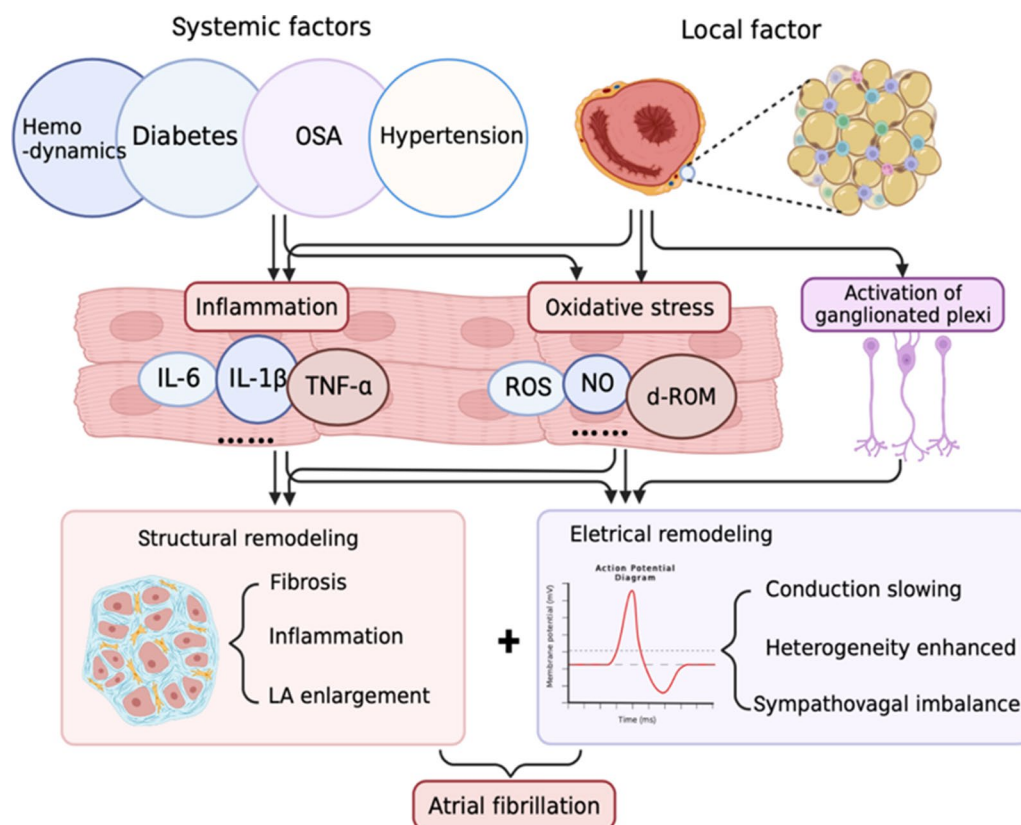 Systemic factors
Local factor
Hemo
-dynamics
Diabetes
OSA
Hypertension
Inflammation
Oxidative stress
Activation of
ganglionated plexi
IL-6
IL-1β
TNF-α
ROS
NO
d-ROM
......
......
Structural remodeling
Fibrosis
Inflammation
LA enlargement
+
Eletrical remodeling
Action Potential
Diagram
Membrane potential (mV)
Time (ms)
Conduction slowing
Heterogeneity enhanced
Sympathovagal imbalance
Atrial fibrillation